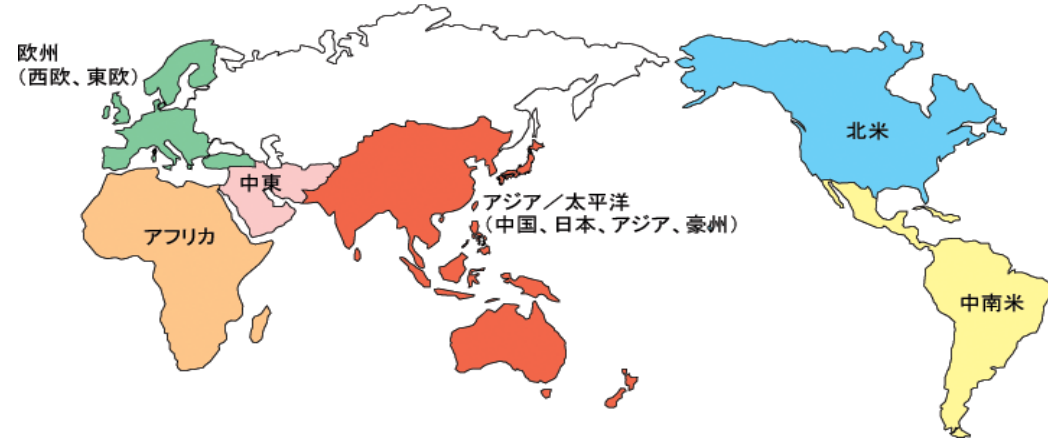 欧州
（西欧、東欧）
中東
アフリカ
アジア／太平洋
（中国、日本、アジア、豪州）
北米
中南米